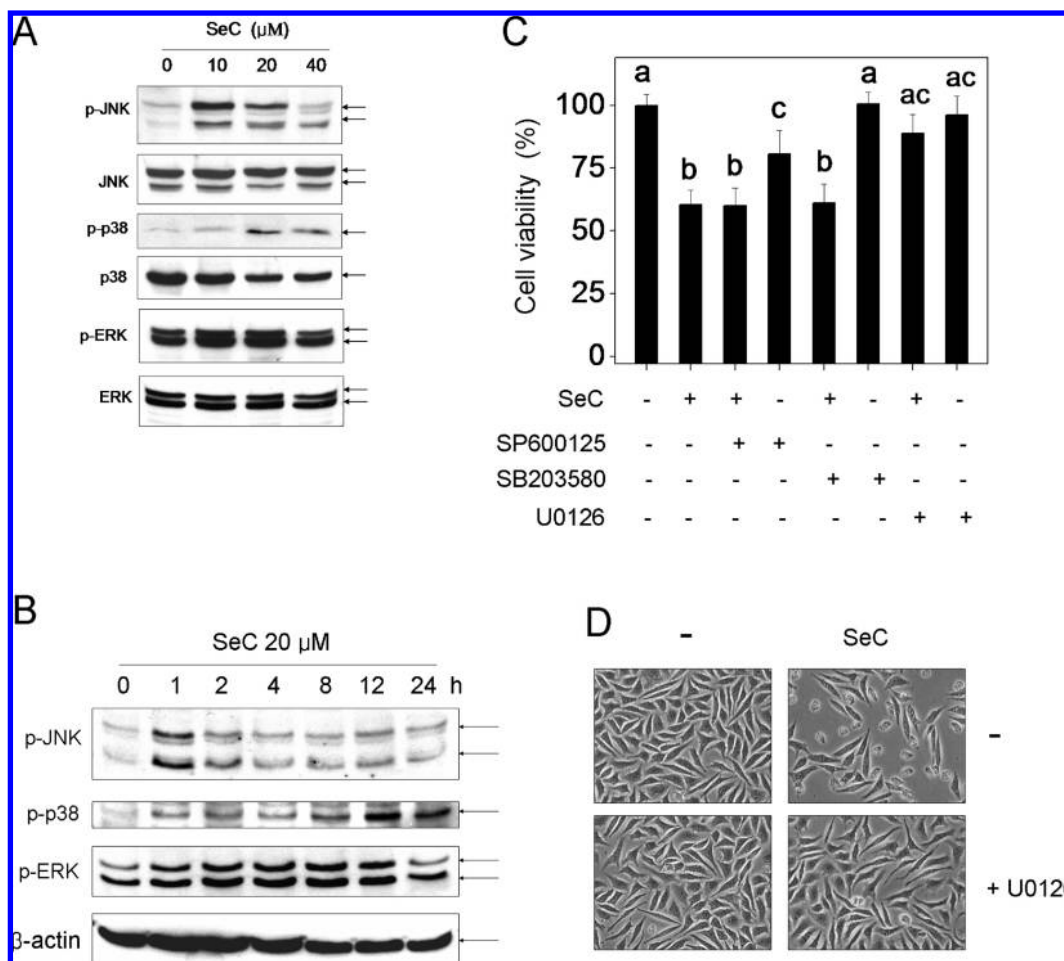 A
SeC (µM)
0 10 20 40
p-JNK
JNK
p-p38
p38
p-ERK
ERK
B
SeC 20 µM
0 1 2 4 8 12 24 h
p-JNK
p-p38
p-ERK
β-actin
C
Cell viability (%)
100
75
50
25
0
a b b c b a ac ac
SeC - + + - + - + -
SP600125 - - + + - - - -
SB203580 - - - - + + - -
U0126 - - - - - - + +
D
- SeC
-
+ U012